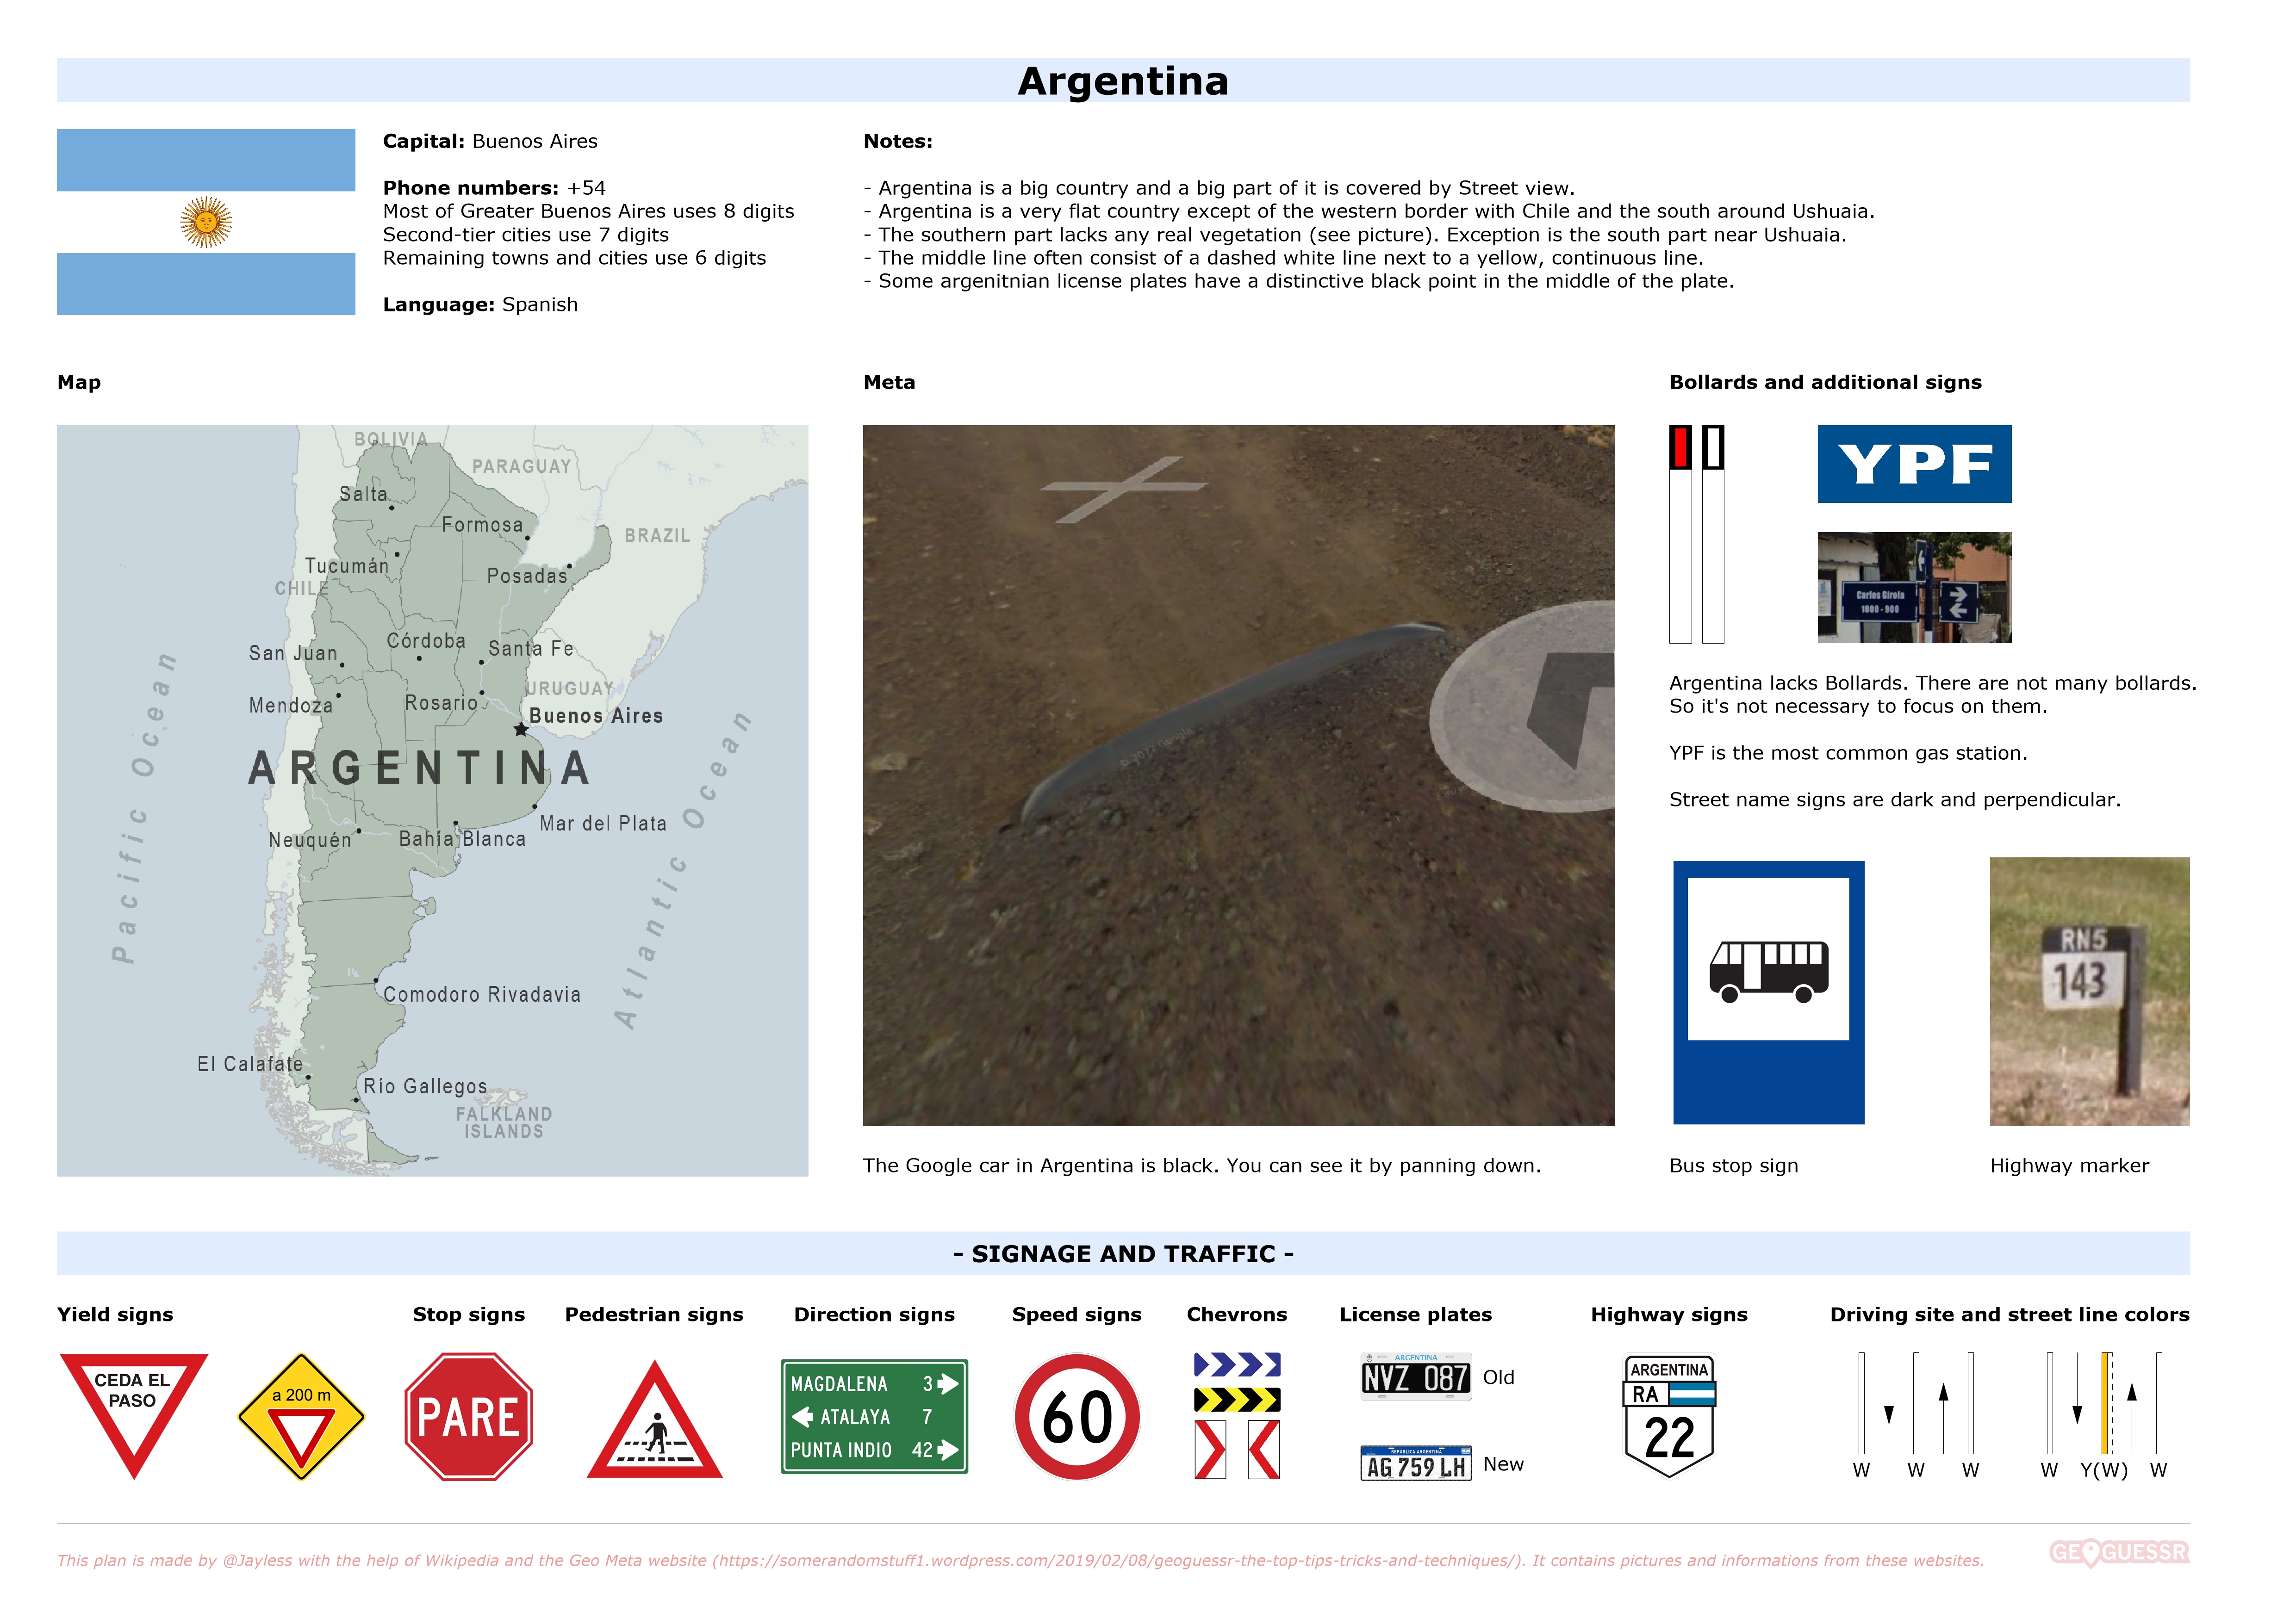 Argentina
Capital: Buenos Aires
Phone numbers: +54
Most of Greater Buenos Aires uses 8 digits
Second-tier cities use 7 digits
Remaining towns and cities use 6 digits
Language: Spanish
Notes:
- Argentina is a big country and a big part of it is covered by Street view.
- Argentina is a very flat country except of the western border with Chile and the south around Ushuaia.
- The southern part lacks any real vegetation (see picture). Exception is the south part near Ushuaia.
- The middle line often consist of a dashed white line next to a yellow, continuous line.
- Some argenitnian license plates have a distinctive black point in the middle of the plate.
Map
BOLIVIA
PARAGUAY
Salta
Formosa
BRAZIL
Tucumán
Posadas
CHILE
Córdoba
Santa Fe
San Juan
URUGUAY
Mendoza
Rosario
Buenos Aires
ARGENTINA
Pacific Ocean
Atlantic Ocean
Mar del Plata
Neuquén
Bahía Blanca
Comodoro Rivadavia
El Calafate
Río Gallegos
FALKLAND
ISLANDS
Meta
© 2017 Google
The Google car in Argentina is black. You can see it by panning down.
Bollards and additional signs
YPF
Carlos Girola
1000 - 900
Argentina lacks Bollards. There are not many bollards.
So it's not necessary to focus on them.
YPF is the most common gas station.
Street name signs are dark and perpendicular.
RN5
143
Bus stop sign
Highway marker
- SIGNAGE AND TRAFFIC -
Yield signs
CEDA EL
PASO
a 200 m
Stop signs
PARE
Pedestrian signs
Direction signs
MAGDALENA 3
ATALAYA 7
PUNTA INDIO 42
Speed signs
60
Chevrons
License plates
ARGENTINA
NVZ 087
Old
REPUBLICA ARGENTINA
AG 759 LH
New
Highway signs
ARGENTINA
RA
22
Driving site and street line colors
W W W
W Y(W) W
This plan is made by @Jayless with the help of Wikipedia and the Geo Meta website (https://somerandomstuff1.wordpress.com/2019/02/08/geoguessr-the-top-tips-tricks-and-techniques/). It contains pictures and informations from these websites.
GEOGUESSR